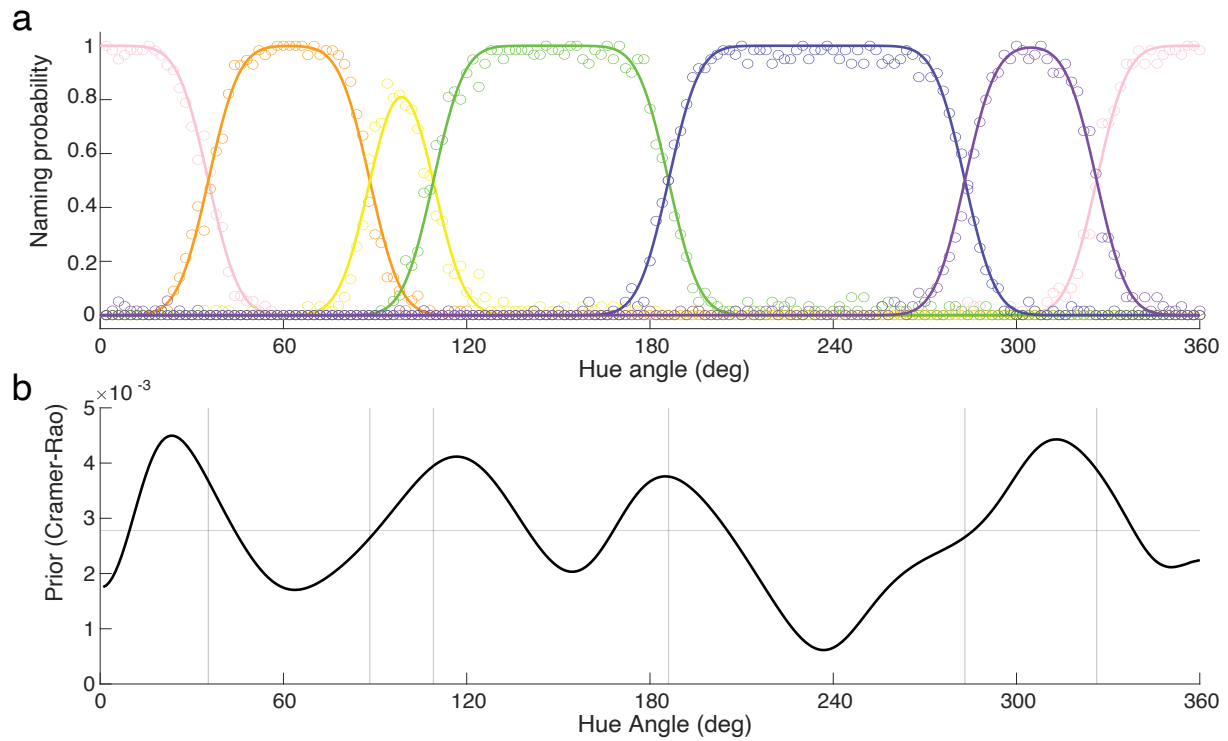 a
Naming probability
1
0.8
0.6
0.4
0.2
0
0 60 120 180 240 300 360
Hue angle (deg)
b
×10 -3
Prior (Cramer-Rao)
5
4
3
2
1
0
0 60 120 180 240 300 360
Hue Angle (deg)